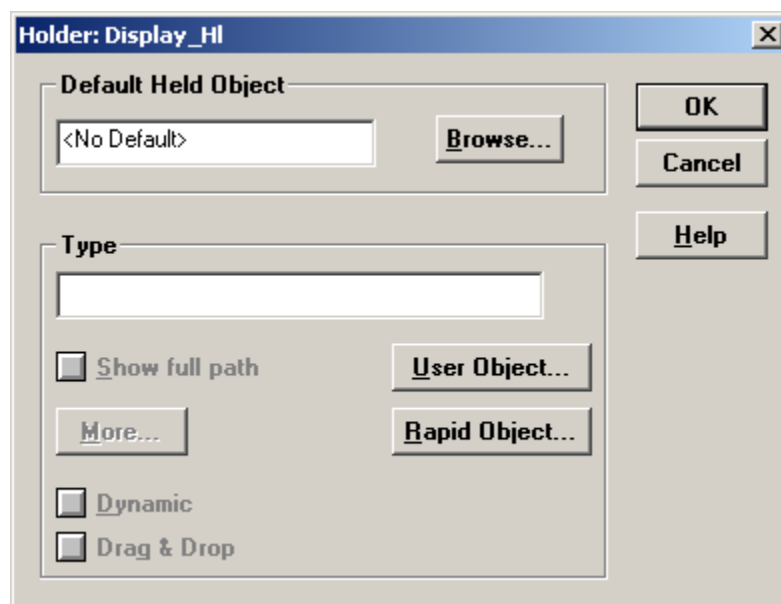 Holder: Display_Hl
Default Held Object
<No Default>
Browse...
OK
Cancel
Help
Type
Show full path
User Object...
More...
Rapid Object...
Dynamic
Drag & Drop